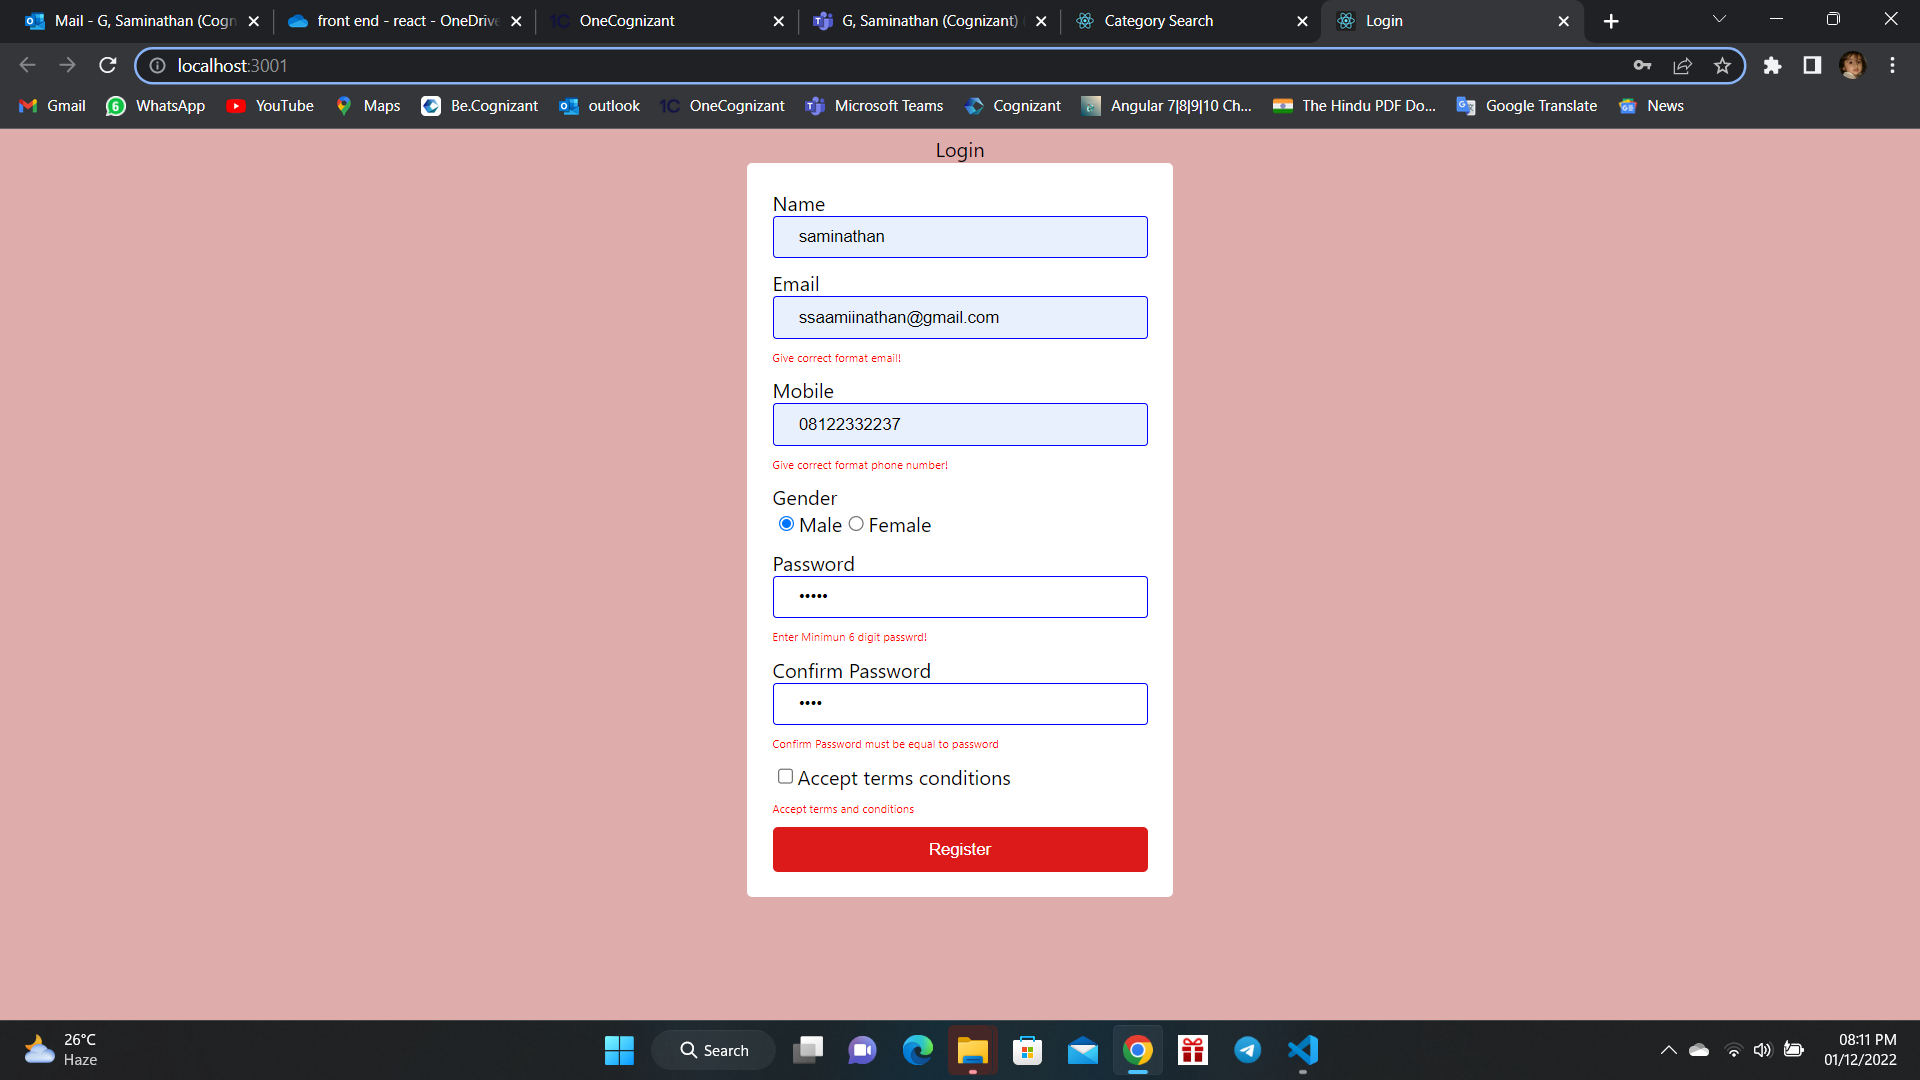 Mail - G, Saminathan (Cogn
front end - react - OneDrive
OneCognizant
G, Saminathan (Cognizant)
Category Search
Login
localhost:3001
Gmail
6
WhatsApp
YouTube
Maps
Be.Cognizant
outlook
1C
OneCognizant
Microsoft Teams
Cognizant
Angular 7|8|9|10 Ch...
The Hindu PDF Do...
Google Translate
News
Login
Name
saminathan
Email
ssaamiinathan@gmail.com
Give correct format email!
Mobile
08122332237
Give correct format phone number!
Gender
Male
Female
Password
•••••
Enter Minimun 6 digit passwrd!
Confirm Password
••••
Confirm Password must be equal to password
Accept terms conditions
Accept terms and conditions
Register
26°C
Haze
Search
08:11 PM
01/12/2022